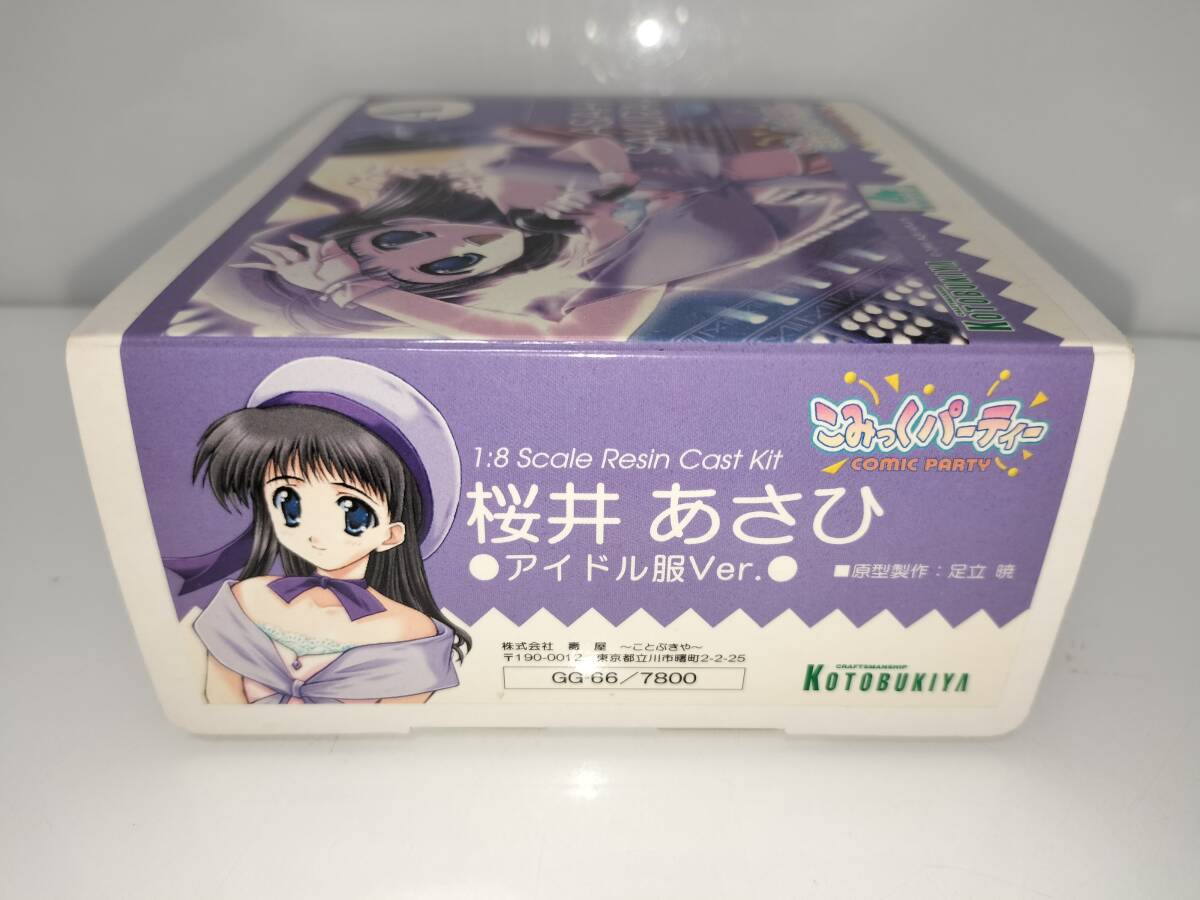 KOTOBUKIYA
こみっくパーティー
COMIC PARTY
1:8 Scale Resin Cast Kit
桜井 あさひ
●アイドル服Ver.●
■原型製作：足立 暁
株式会社 壽 屋 ～ことぶきや～
〒190-0012 東京都立川市曙町2-2-25
GG-66／7800
CRAFTSMANSHIP
KOTOBUKIYA